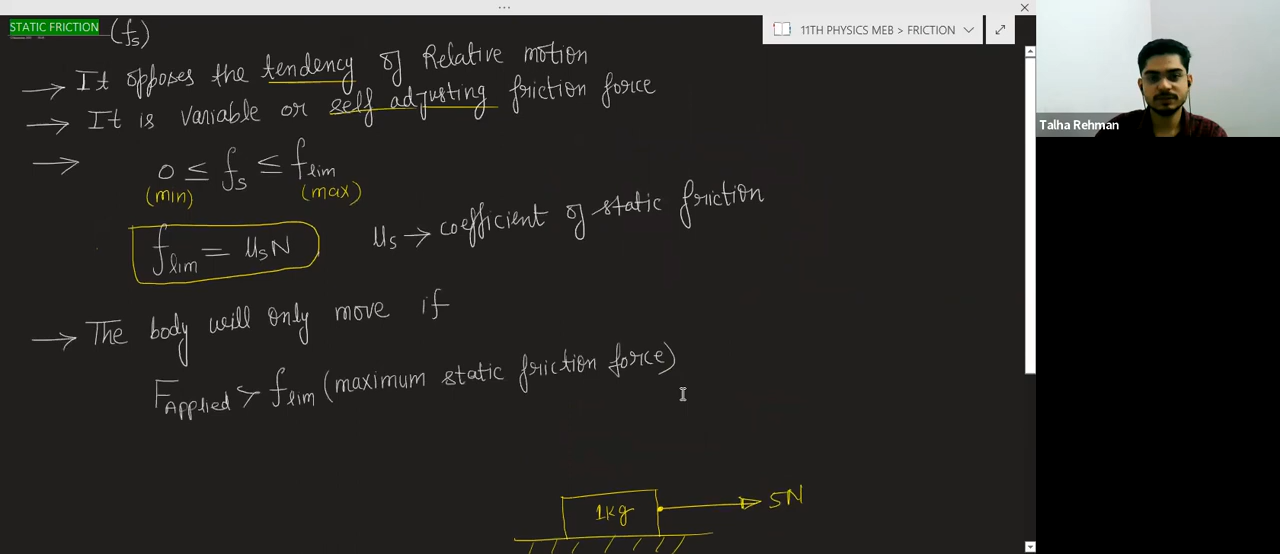 STATIC FRICTION (fs)
→ It opposes the tendency of Relative motion
→ It is variable or self adjusting friction force
→ 0 ≤ fs ≤ flim
(min) (max)
flim = μsN μs → coefficient of static friction
→ The body will only move if
FApplied > flim (maximum static friction force)
1kg 5N
11TH PHYSICS MEB > FRICTION
Talha Rehman